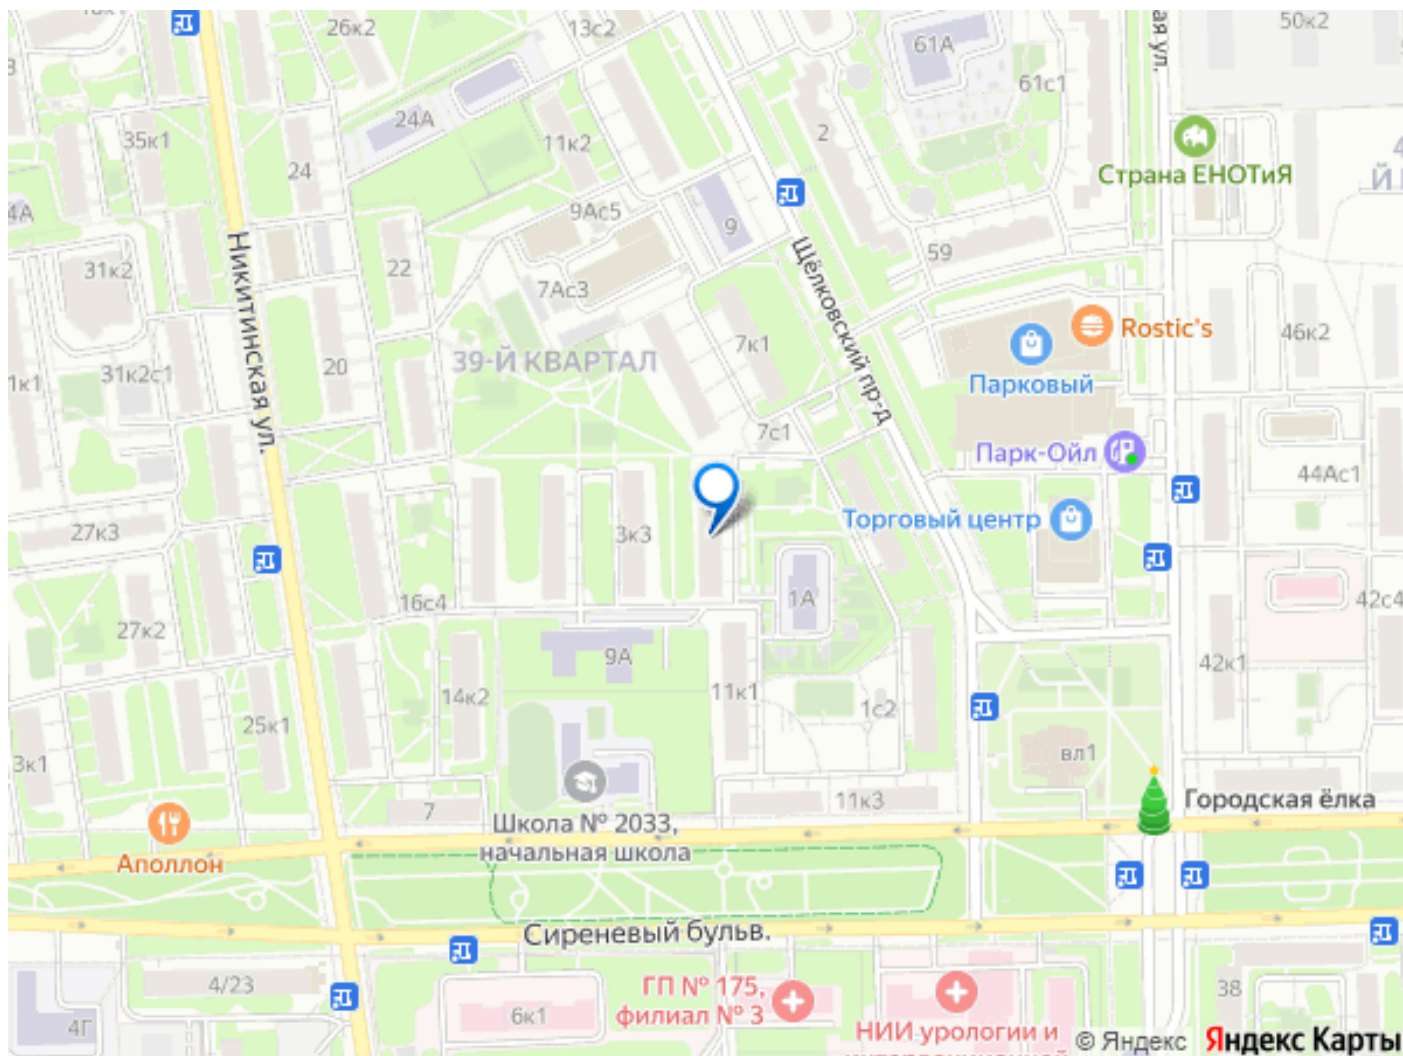 26к2
13с2
50к2
61А
ая ул.
61с1
24А
2
35к1
11к2
Страна ЕНОТиЯ
24
4А
9Ас5
9
59
Никитинская ул.
Щёлковский пр-д
31к2
22
7Ас3
Rostic's
46к2
7к1
39-Й КВАРТАЛ
20
31к2с1
Парковый
7с1
Парк-Ойл
44Ас1
Торговый центр
27к3
3к3
1А
16с4
42с4
27к2
9А
42к1
14к2
11к1
1с2
25к1
вл1
3к1
11к3
Городская ёлка
7
Школа № 2033,
начальная школа
Аполлон
Сиреневый бульв.
4/23
ГП № 175,
филиал № 3
38
6к1
4Г
НИИ урологии и
© Яндекс
Яндекс Карты